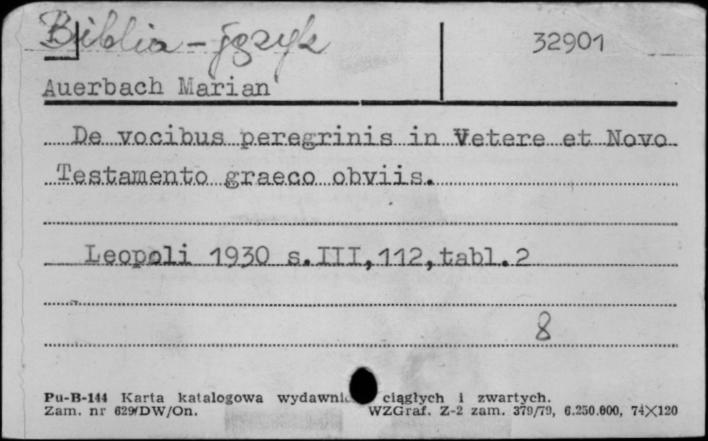 Biblia - język
32901
Auerbach Marian
De vocibus peregrinis in Vetere et Novo
Testamento graeco obviis.
Leopoli 1930 s.III,112,tabl.2
8
Pu-B-144 Karta katalogowa wydawnic ciągłych i zwartych.
Zam. nr 629/DW/On. WZGraf. Z-2 zam. 379/79, 6.250.000, 74×120